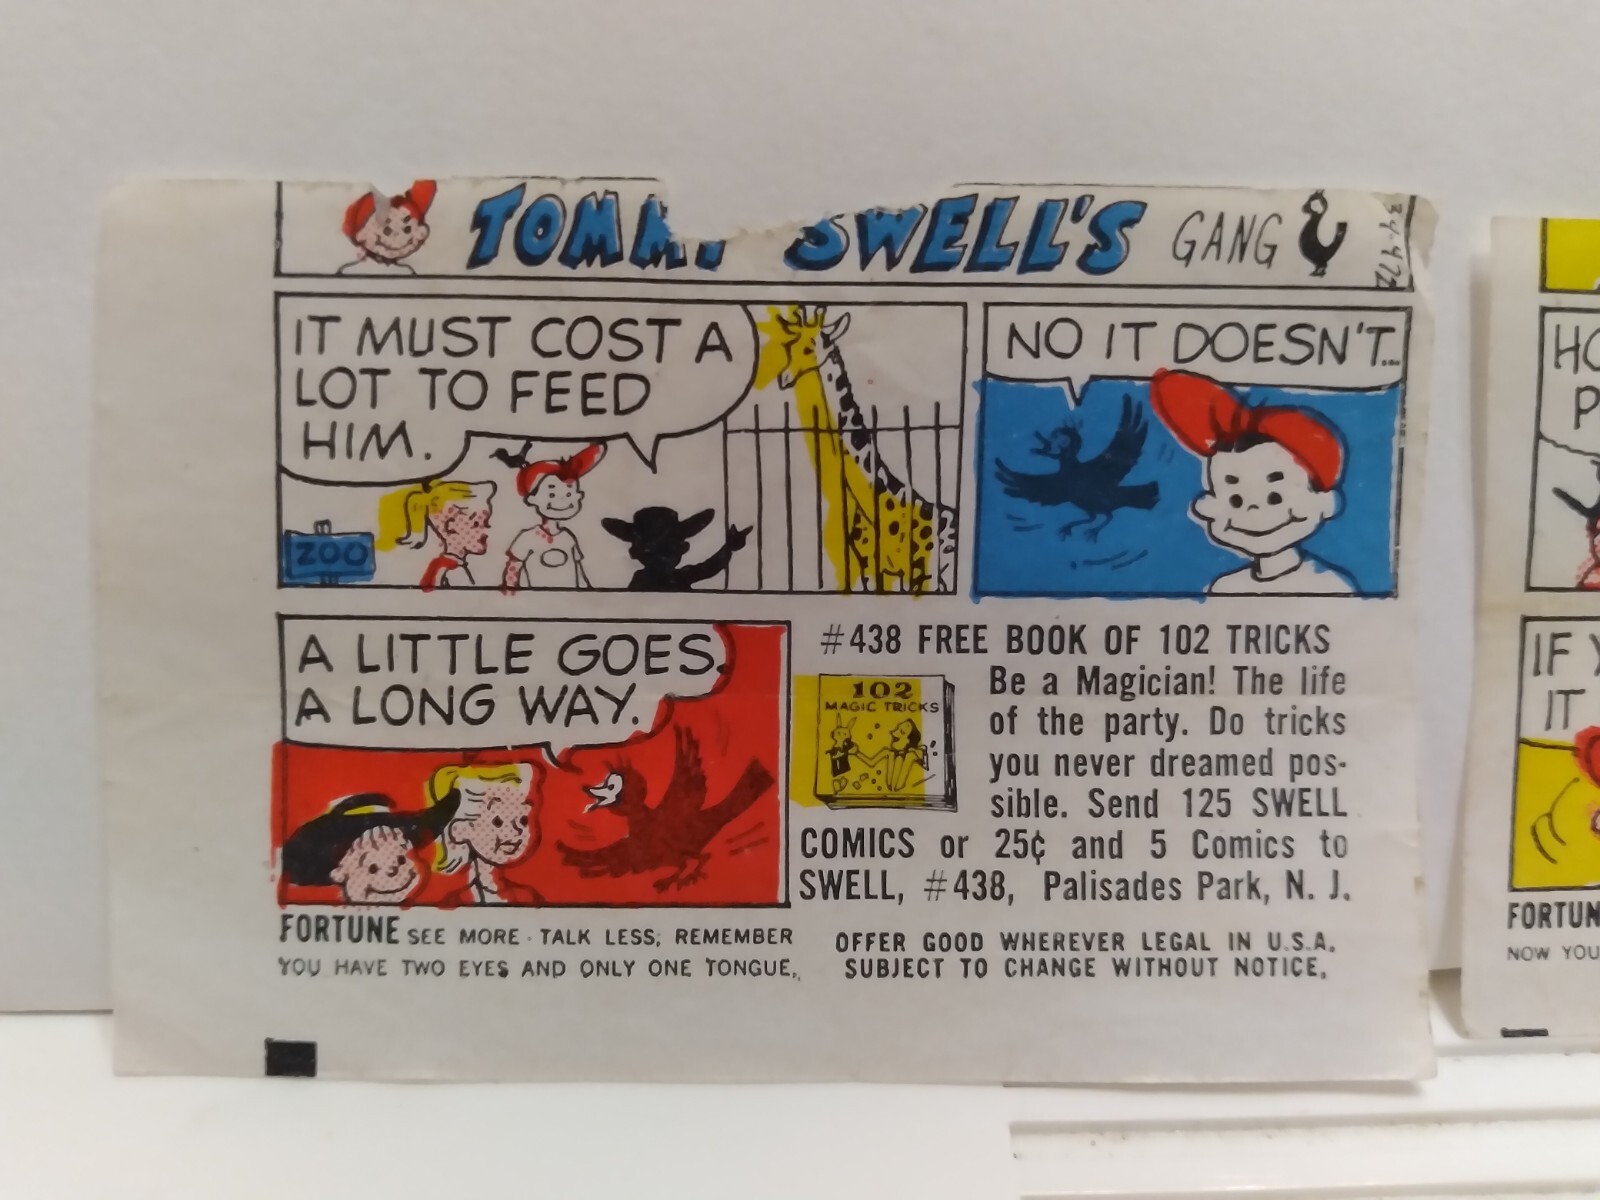 TOMMY SWELL'S GANG
IT MUST COST A
LOT TO FEED
HIM.
ZOO
NO IT DOESN'T...
A LITTLE GOES
A LONG WAY.
#438 FREE BOOK OF 102 TRICKS
102
MAGIC TRICKS
Be a Magician! The life
of the party. Do tricks
you never dreamed pos-
sible. Send 125 SWELL
COMICS or 25¢ and 5 Comics to
SWELL, #438, Palisades Park, N. J.
FORTUNE SEE MORE - TALK LESS; REMEMBER
YOU HAVE TWO EYES AND ONLY ONE TONGUE.
OFFER GOOD WHEREVER LEGAL IN U.S.A.
SUBJECT TO CHANGE WITHOUT NOTICE.
IF
IT
NOW YOU